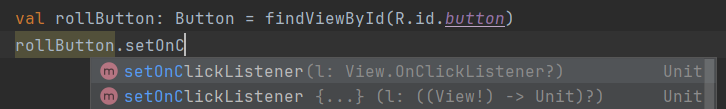 val rollButton: Button = findViewById(R.id.button)
rollButton.setOnC
m setOnClickListener(l: View.OnClickListener?) Unit
m setOnClickListener {...} (l: ((View!) -> Unit)?) Unit